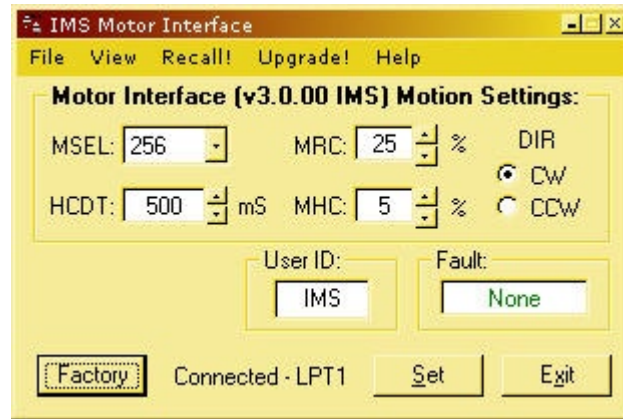 IMS Motor Interface
File View Recall! Upgrade! Help
Motor Interface (v3.0.00 IMS) Motion Settings:
MSEL: 256 MRC: 25 % DIR
CW
HCDT: 500 mS MHC: 5 % CCW
User ID: Fault:
IMS None
Factory Connected - LPT1 Set Exit